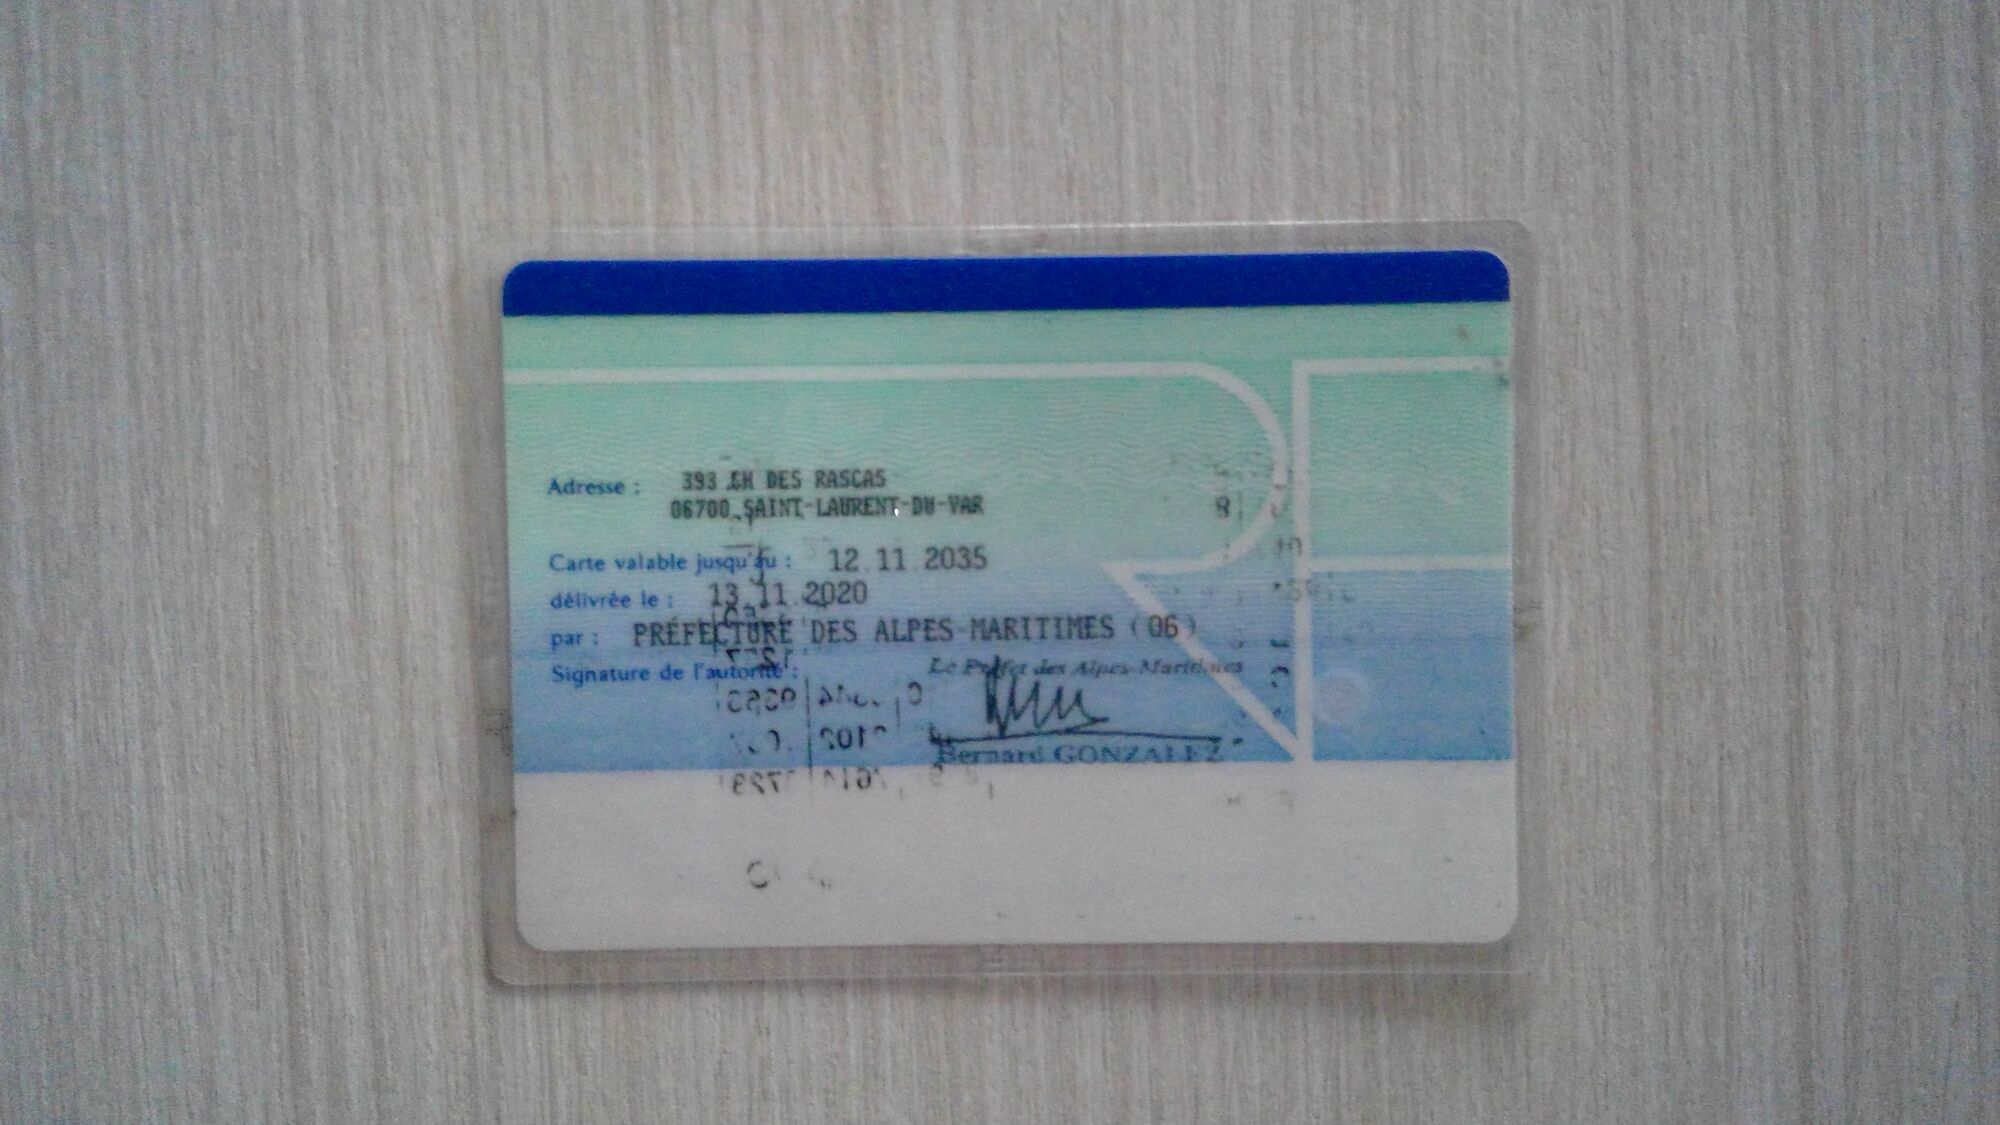 Adresse : 393 CH DES RASCAS
06700 SAINT-LAURENT-DU-VAR
Carte valable jusqu'au : 12.11.2035
délivrée le : 13.11.2020
par : PRÉFECTURE DES ALPES-MARITIMES (06)
Signature de l'autorité :
Le Préfet des Alpes-Maritimes
Bernard GONZALEZ